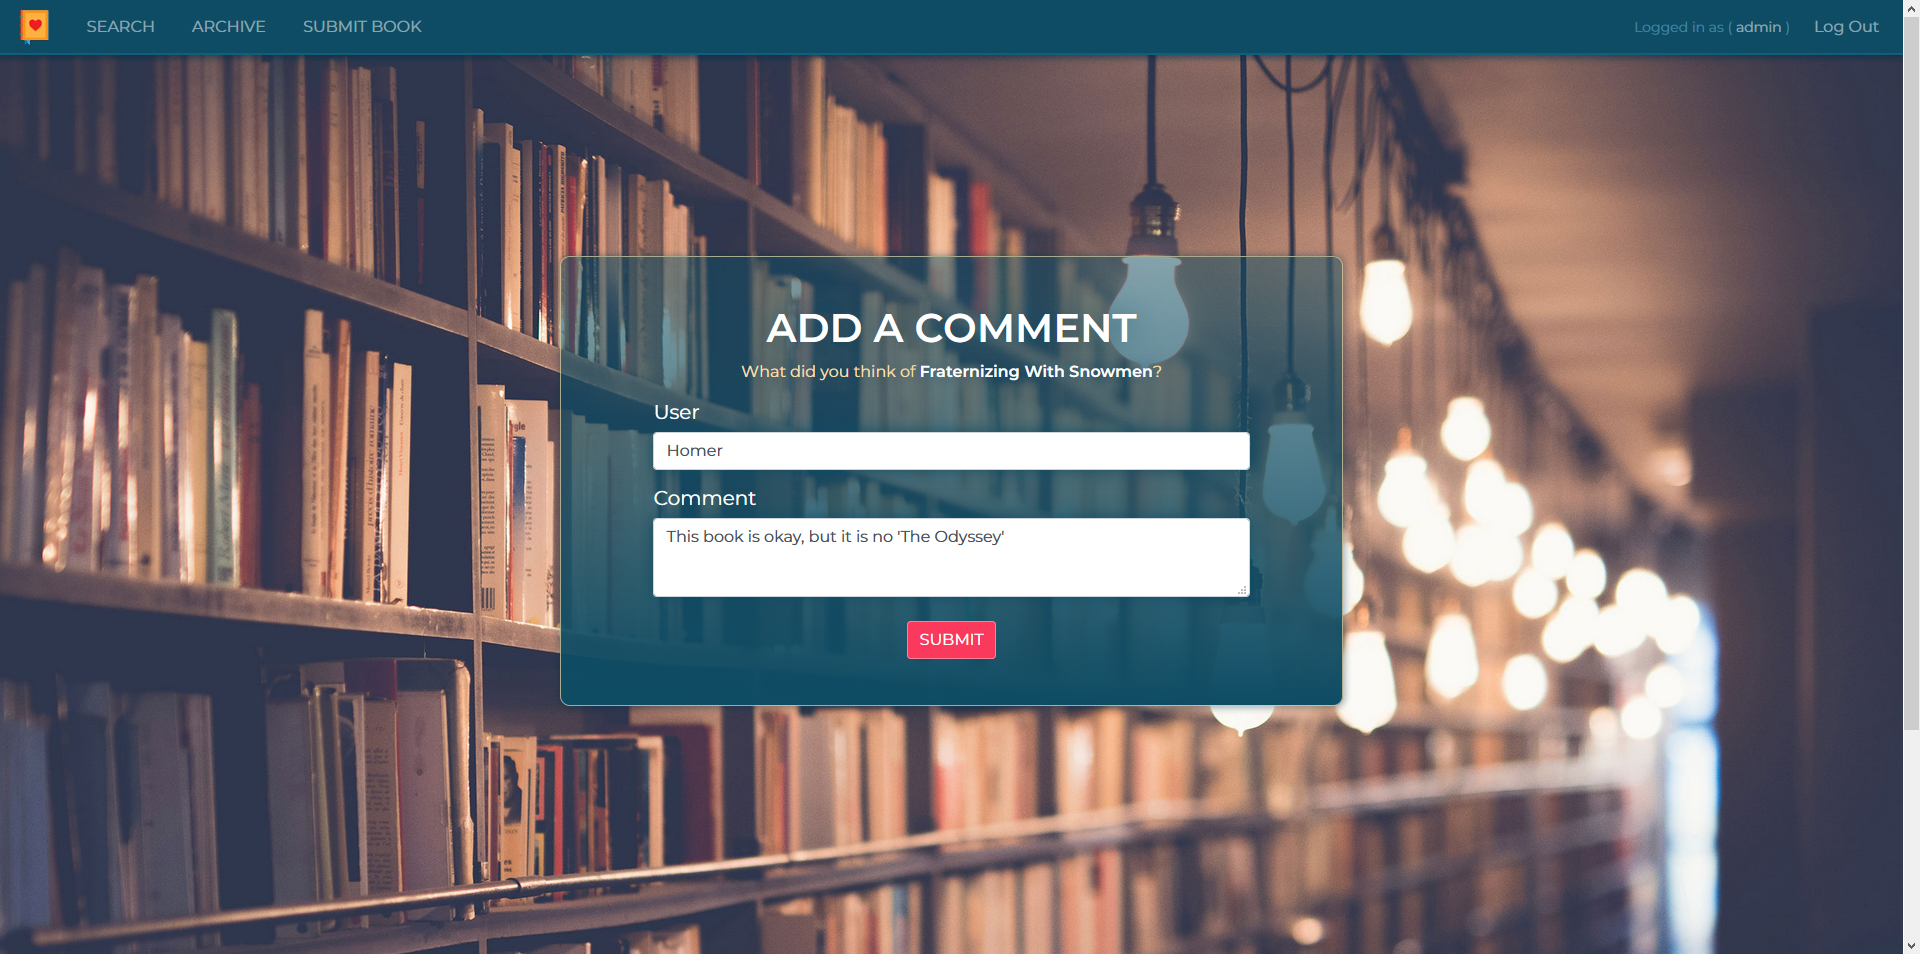 SEARCH ARCHIVE SUBMIT BOOK Logged in as ( admin ) Log Out
ADD A COMMENT
What did you think of Fraternizing With Snowmen?
User
Homer
Comment
This book is okay, but it is no 'The Odyssey'
SUBMIT